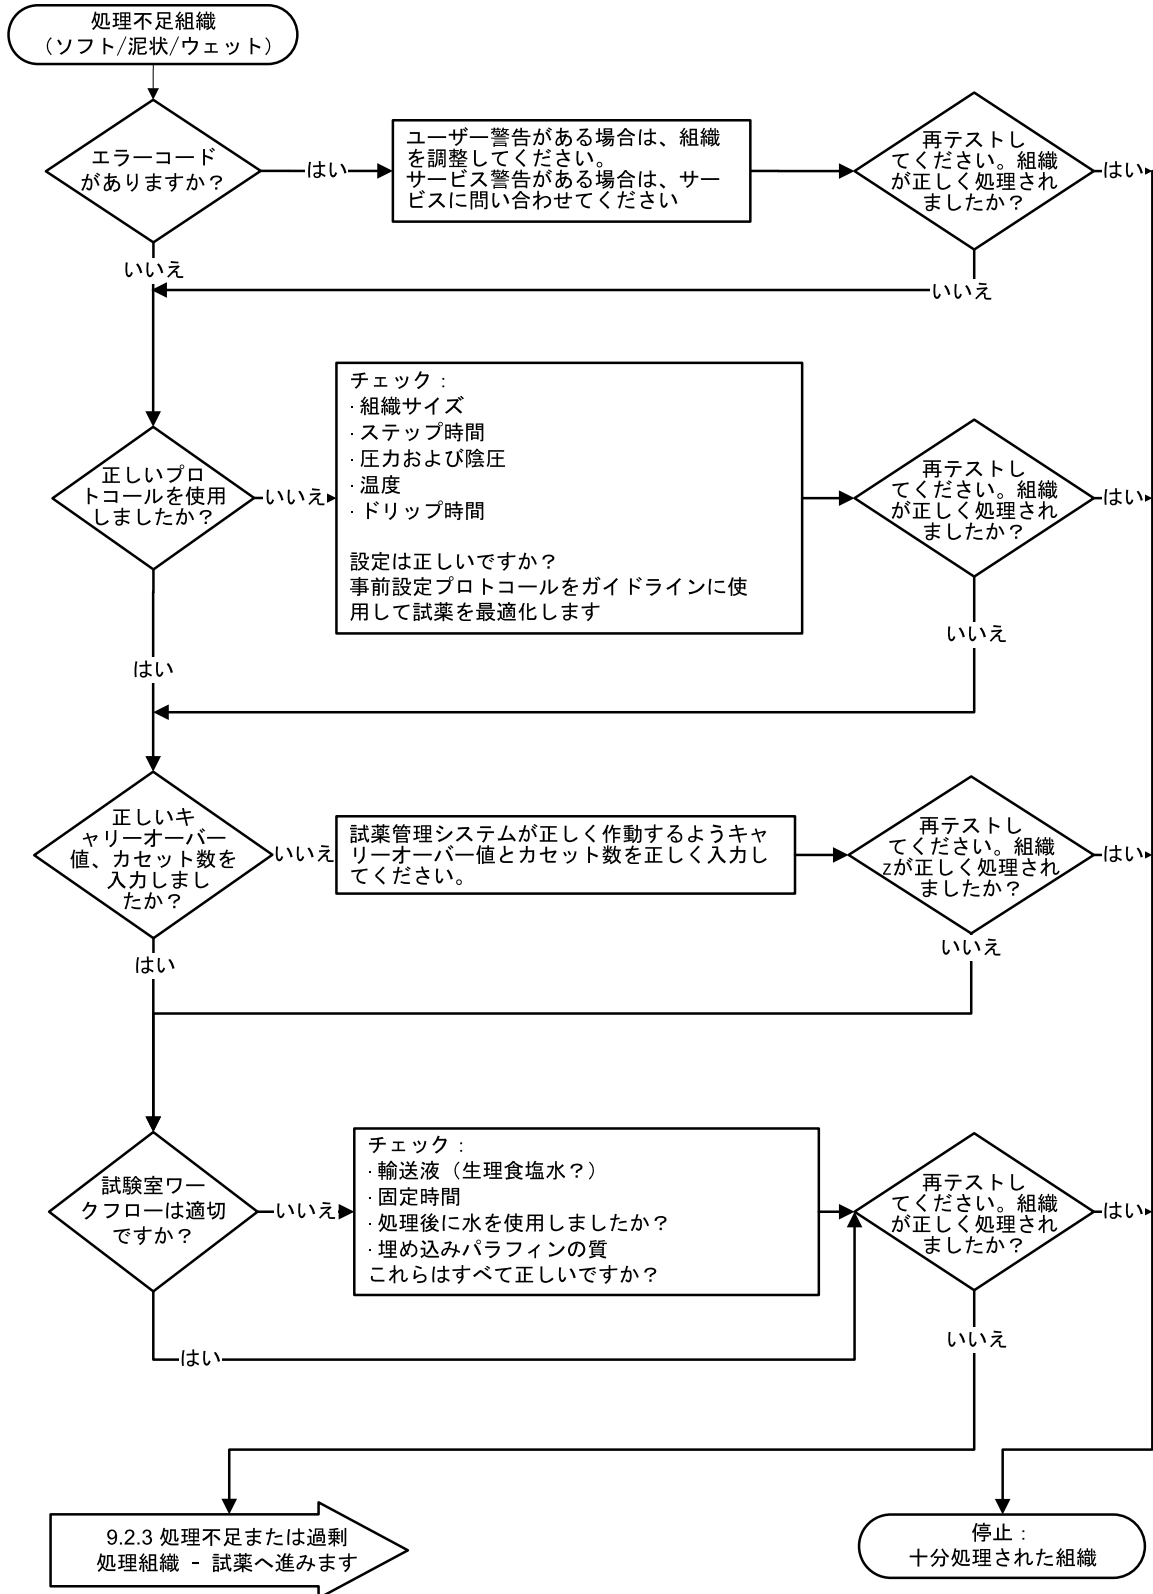 処理不足組織
（ソフト/泥状/ウェット）
エラーコード
がありますか？
はい
ユーザー警告がある場合は、組織
を調整してください。
サービス警告がある場合は、サー
ビスに問い合わせてください
再テストし
てください。組織
が正しく処理され
ましたか？
はい
いいえ
いいえ
正しいプロ
トコールを使用
しましたか？
いいえ
チェック：
· 組織サイズ
· ステップ時間
· 圧力および陰圧
· 温度
· ドリップ時間
設定は正しいですか？
事前設定プロトコールをガイドラインに使
用して試薬を最適化します
再テストし
てください。組織
が正しく処理され
ましたか？
はい
いいえ
はい
正しいキ
ャリーオーバー
値、カセット数を
入力しまし
たか？
いいえ
試薬管理システムが正しく作動するようキャ
リーオーバー値とカセット数を正しく入力し
てください。
再テストし
てください。組織
zが正しく処理され
ましたか？
はい
いいえ
はい
試験室ワー
クフローは適切
ですか？
いいえ
チェック：
· 輸送液（生理食塩水？）
· 固定時間
· 処理後に水を使用しましたか？
· 埋め込みパラフィンの質
これらはすべて正しいですか？
再テストし
てください。組織
が正しく処理され
ましたか？
はい
いいえ
はい
9.2.3 処理不足または過剰
処理組織 - 試薬へ進みます
停止：
十分処理された組織